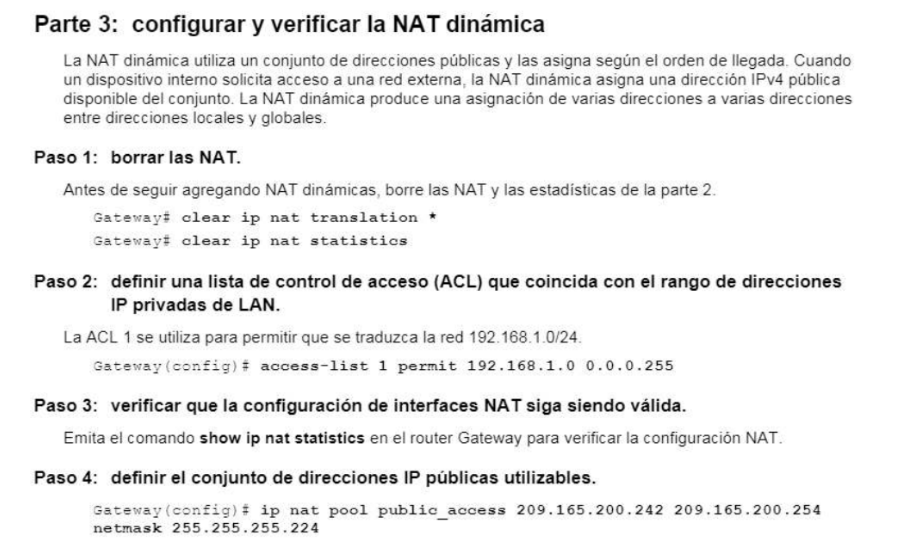 Parte 3: configurar y verificar la NAT dinámica
La NAT dinámica utiliza un conjunto de direcciones públicas y las asigna según el orden de llegada. Cuando
un dispositivo interno solicita acceso a una red externa, la NAT dinámica asigna una dirección IPv4 pública
disponible del conjunto. La NAT dinámica produce una asignación de varias direcciones a varias direcciones
entre direcciones locales y globales.
Paso 1: borrar las NAT.
Antes de seguir agregando NAT dinámicas, borre las NAT y las estadísticas de la parte 2.
Gateway# clear ip nat translation *
Gateway# clear ip nat statistics
Paso 2: definir una lista de control de acceso (ACL) que coincida con el rango de direcciones
IP privadas de LAN.
La ACL 1 se utiliza para permitir que se traduzca la red 192.168.1.0/24.
Gateway(config)# access-list 1 permit 192.168.1.0 0.0.0.255
Paso 3: verificar que la configuración de interfaces NAT siga siendo válida.
Emita el comando show ip nat statistics en el router Gateway para verificar la configuración NAT.
Paso 4: definir el conjunto de direcciones IP públicas utilizables.
Gateway(config)# ip nat pool public_access 209.165.200.242 209.165.200.254
netmask 255.255.255.224